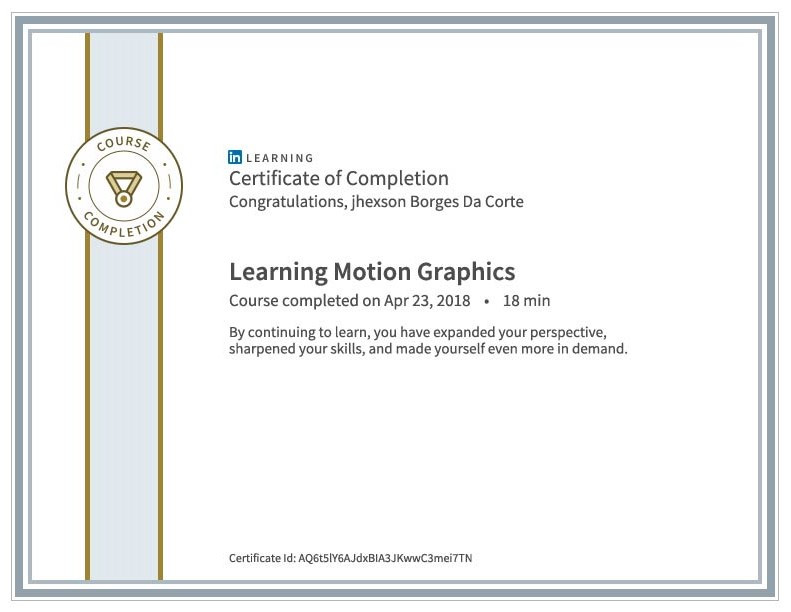 COURSE
COMPLETION
in LEARNING
Certificate of Completion
Congratulations, jhexson Borges Da Corte
Learning Motion Graphics
Course completed on Apr 23, 2018 • 18 min
By continuing to learn, you have expanded your perspective,
sharpened your skills, and made yourself even more in demand.
Certificate Id: AQ6t5lY6AJdxBIA3JKwwC3mei7TN